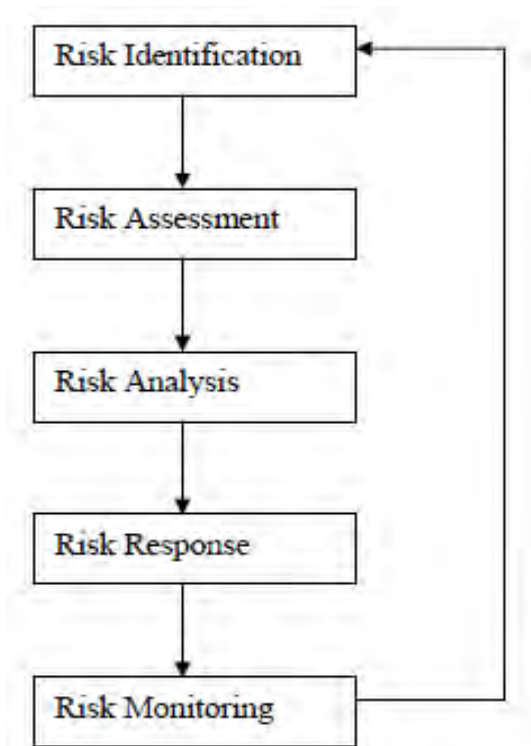 Risk Identification
Risk Assessment
Risk Analysis
Risk Response
Risk Monitoring